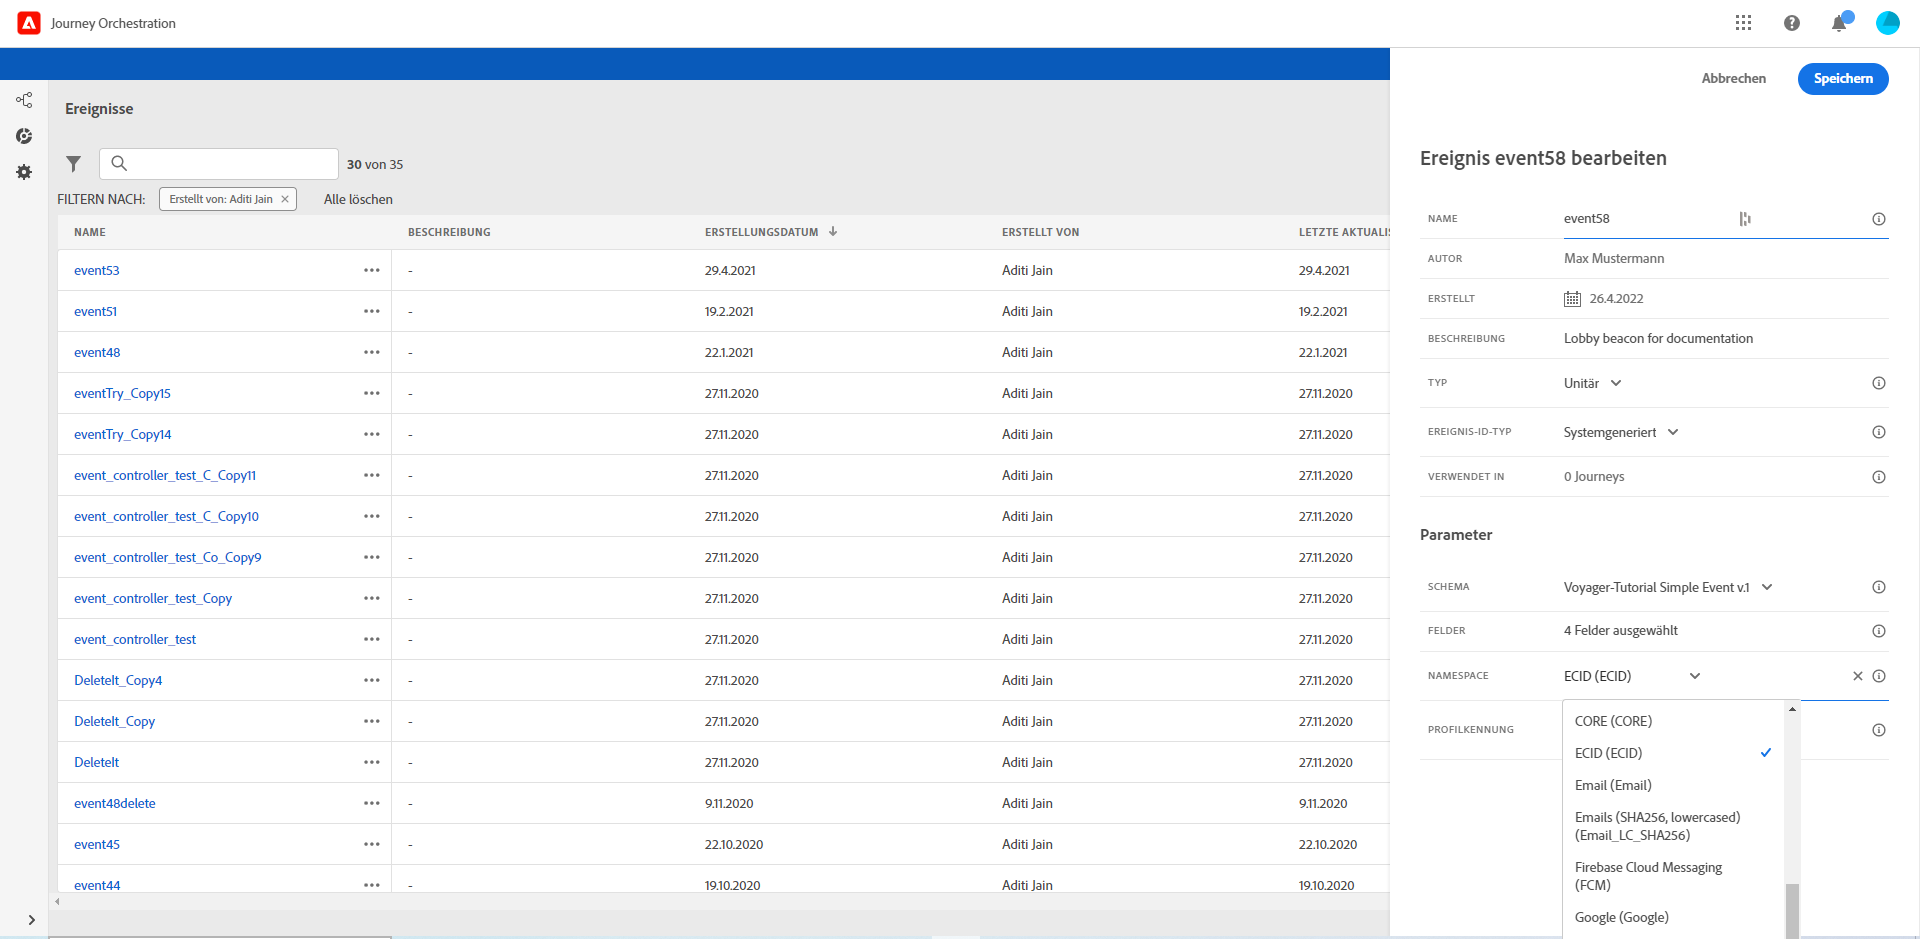 Journey Orchestration
Abbrechen
Speichern
Ereignisse
30 von 35
FILTERN NACH:
Erstellt von: Aditi Jain
Alle löschen
NAME BESCHREIBUNG ERSTELLUNGSDATUM ERSTELLT VON LETZTE AKTUALIS
event53 - 29.4.2021 Aditi Jain 29.4.2021
event51 - 19.2.2021 Aditi Jain 19.2.2021
event48 - 22.1.2021 Aditi Jain 22.1.2021
eventTry_Copy15 - 27.11.2020 Aditi Jain 27.11.2020
eventTry_Copy14 - 27.11.2020 Aditi Jain 27.11.2020
event_controller_test_C_Copy11 - 27.11.2020 Aditi Jain 27.11.2020
event_controller_test_C_Copy10 - 27.11.2020 Aditi Jain 27.11.2020
event_controller_test_Co_Copy9 - 27.11.2020 Aditi Jain 27.11.2020
event_controller_test_Copy - 27.11.2020 Aditi Jain 27.11.2020
event_controller_test - 27.11.2020 Aditi Jain 27.11.2020
DeleteIt_Copy4 - 27.11.2020 Aditi Jain 27.11.2020
DeleteIt_Copy - 27.11.2020 Aditi Jain 27.11.2020
DeleteIt - 27.11.2020 Aditi Jain 27.11.2020
event48delete - 9.11.2020 Aditi Jain 9.11.2020
event45 - 22.10.2020 Aditi Jain 22.10.2020
event44 - 19.10.2020 Aditi Jain 19.10.2020
Ereignis event58 bearbeiten
NAME event58
AUTOR Max Mustermann
ERSTELLT 26.4.2022
BESCHREIBUNG Lobby beacon for documentation
TYP Unitär
EREIGNIS-ID-TYP Systemgeneriert
VERWENDET IN 0 Journeys
Parameter
SCHEMA Voyager-Tutorial Simple Event v.1
FELDER 4 Felder ausgewählt
NAMESPACE ECID (ECID)
PROFILKENNUNG
CORE (CORE)
ECID (ECID)
Email (Email)
Emails (SHA256, lowercased)
(Email_LC_SHA256)
Firebase Cloud Messaging
(FCM)
Google (Google)